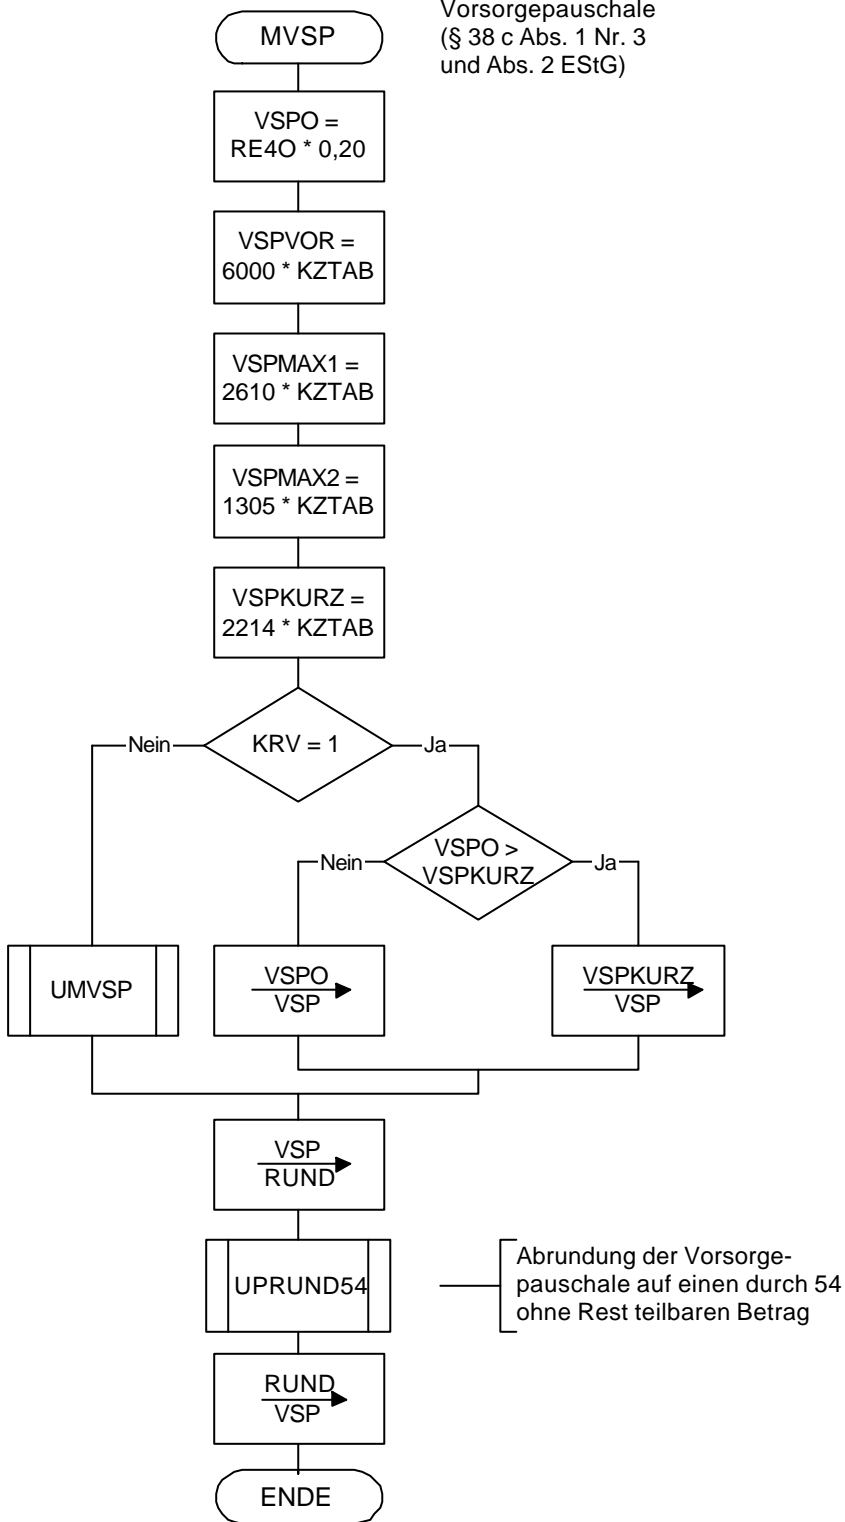 Vorsorgepauschale
(§ 38 c Abs. 1 Nr. 3
und Abs. 2 EStG)
MVSP
VSPO =
RE4O * 0,20
VSPVOR =
6000 * KZTAB
VSPMAX1 =
2610 * KZTAB
VSPMAX2 =
1305 * KZTAB
VSPKURZ =
2214 * KZTAB
Nein
KRV = 1
Ja
Nein
VSPO >
VSPKURZ
Ja
UMVSP
VSPO
VSP
VSPKURZ
VSP
VSP
RUND
UPRUND54
Abrundung der Vorsorge-
pauschale auf einen durch 54
ohne Rest teilbaren Betrag
RUND
VSP
ENDE